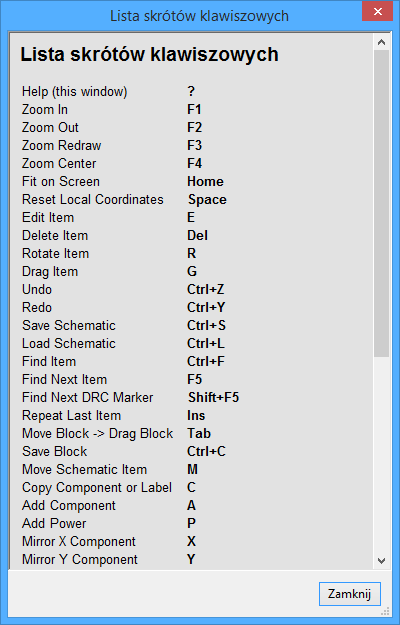 Lista skrótów klawiszowych
Lista skrótów klawiszowych
Help (this window) ?
Zoom In F1
Zoom Out F2
Zoom Redraw F3
Zoom Center F4
Fit on Screen Home
Reset Local Coordinates Space
Edit Item E
Delete Item Del
Rotate Item R
Drag Item G
Undo Ctrl+Z
Redo Ctrl+Y
Save Schematic Ctrl+S
Load Schematic Ctrl+L
Find Item Ctrl+F
Find Next Item F5
Find Next DRC Marker Shift+F5
Repeat Last Item Ins
Move Block -> Drag Block Tab
Save Block Ctrl+C
Move Schematic Item M
Copy Component or Label C
Add Component A
Add Power P
Mirror X Component X
Mirror Y Component Y
Zamknij